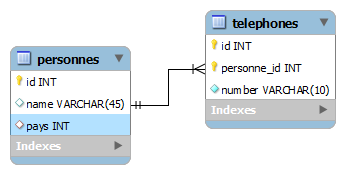 personnes
id INT
name VARCHAR(45)
pays INT
Indexes
telephones
id INT
personne_id INT
number VARCHAR(10)
Indexes